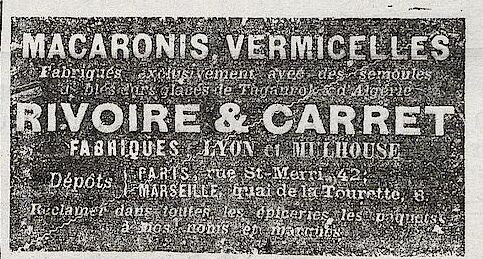 MACARONIS, VERMICELLES
Fabriqués exclusivement avec des semoules
de blés durs glacés de Taganrok & d'Algérie
RIVOIRE & CARRET
FABRIQUES LYON et MULHOUSE
Dépôts { PARIS, rue St-Merri, 42;
MARSEILLE, quai de la Tourette, 8.
Réclamer dans toutes les épiceries les paquets
à nos noms et marques